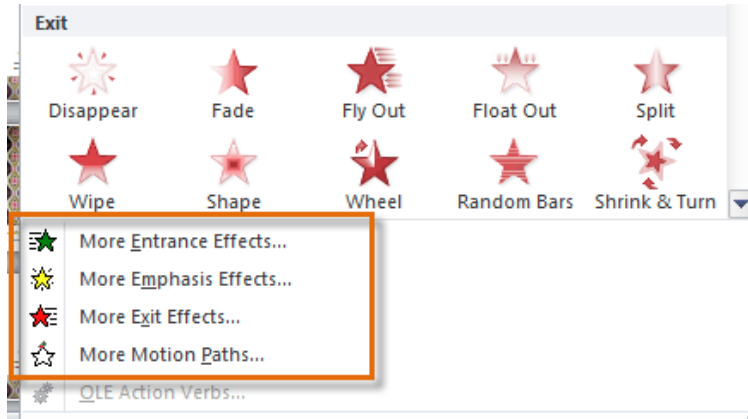 Exit
Disappear Fade Fly Out Float Out Split
Wipe Shape Wheel Random Bars Shrink & Turn
More Entrance Effects...
More Emphasis Effects...
More Exit Effects...
More Motion Paths...
OLE Action Verbs...